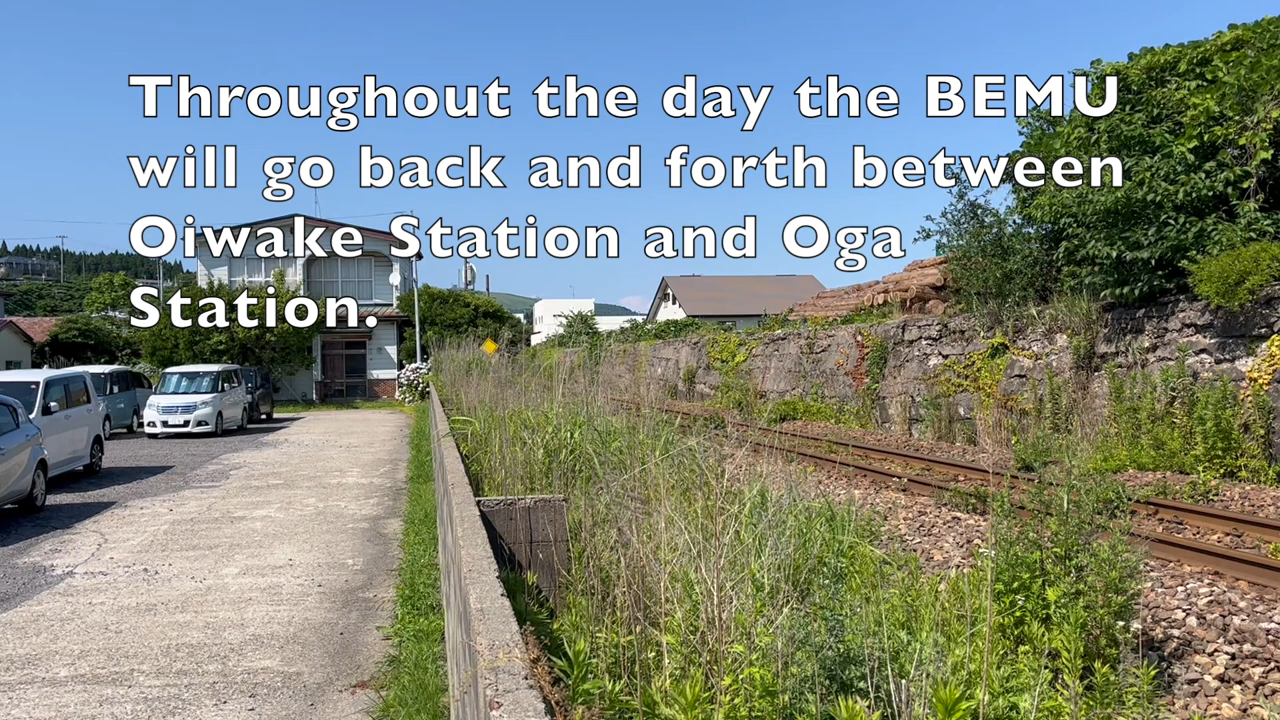 Throughout the day the BEMU
will go back and forth between
Oiwake Station and Oga
Station.